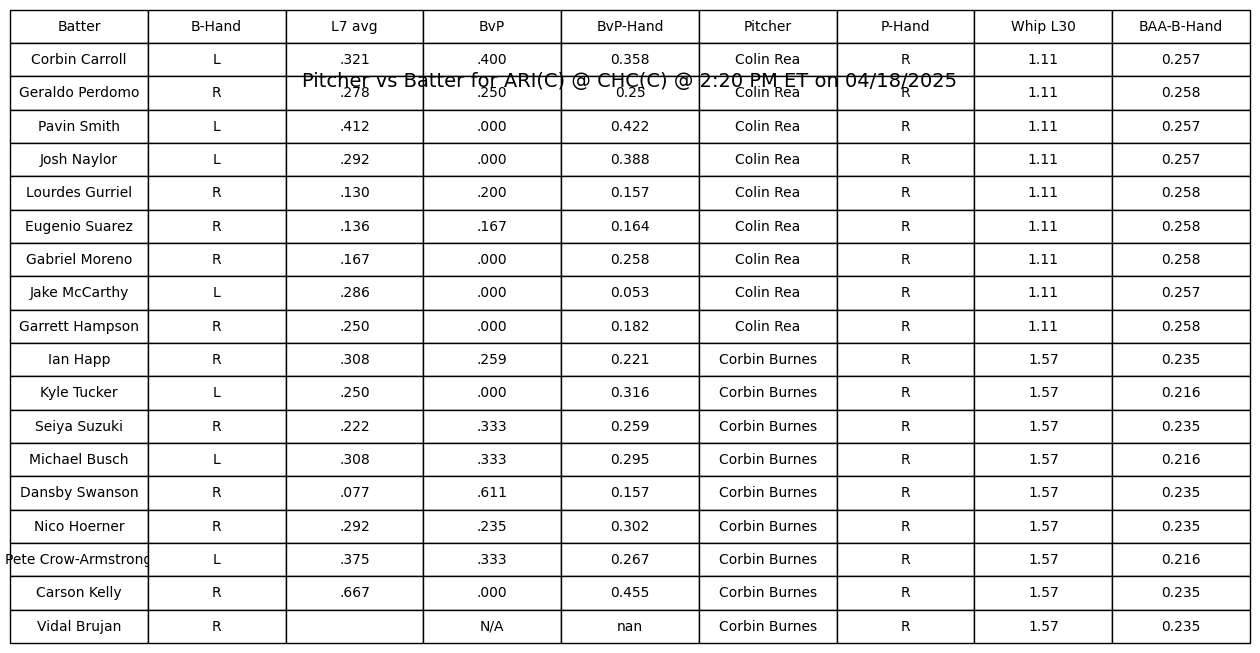 Batter B-Hand L7 avg BvP BvP-Hand Pitcher P-Hand Whip L30 BAA-B-Hand
Corbin Carroll L .321 .400 0.358 Colin Rea R 1.11 0.257
Pitcher vs Batter for ARI(C) @ CHC(C) @ 2:20 PM ET on 04/18/2025
Geraldo Perdomo R .278 .250 0.25 Colin Rea R 1.11 0.258
Pavin Smith L .412 .000 0.422 Colin Rea R 1.11 0.257
Josh Naylor L .292 .000 0.388 Colin Rea R 1.11 0.257
Lourdes Gurriel R .130 .200 0.157 Colin Rea R 1.11 0.258
Eugenio Suarez R .136 .167 0.164 Colin Rea R 1.11 0.258
Gabriel Moreno R .167 .000 0.258 Colin Rea R 1.11 0.258
Jake McCarthy L .286 .000 0.053 Colin Rea R 1.11 0.257
Garrett Hampson R .250 .000 0.182 Colin Rea R 1.11 0.258
Ian Happ R .308 .259 0.221 Corbin Burnes R 1.57 0.235
Kyle Tucker L .250 .000 0.316 Corbin Burnes R 1.57 0.216
Seiya Suzuki R .222 .333 0.259 Corbin Burnes R 1.57 0.235
Michael Busch L .308 .333 0.295 Corbin Burnes R 1.57 0.216
Dansby Swanson R .077 .611 0.157 Corbin Burnes R 1.57 0.235
Nico Hoerner R .292 .235 0.302 Corbin Burnes R 1.57 0.235
Pete Crow-Armstrong L .375 .333 0.267 Corbin Burnes R 1.57 0.216
Carson Kelly R .667 .000 0.455 Corbin Burnes R 1.57 0.235
Vidal Brujan R N/A nan Corbin Burnes R 1.57 0.235